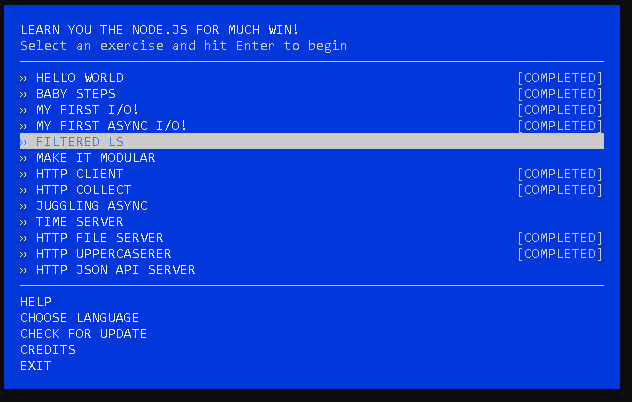 LEARN YOU THE NODE.JS FOR MUCH WIN!
Select an exercise and hit Enter to begin
» HELLO WORLD [COMPLETED]
» BABY STEPS [COMPLETED]
» MY FIRST I/O! [COMPLETED]
» MY FIRST ASYNC I/O! [COMPLETED]
» FILTERED LS
» MAKE IT MODULAR
» HTTP CLIENT [COMPLETED]
» HTTP COLLECT [COMPLETED]
» JUGGLING ASYNC
» TIME SERVER
» HTTP FILE SERVER [COMPLETED]
» HTTP UPPERCASERER [COMPLETED]
» HTTP JSON API SERVER
HELP
CHOOSE LANGUAGE
CHECK FOR UPDATE
CREDITS
EXIT